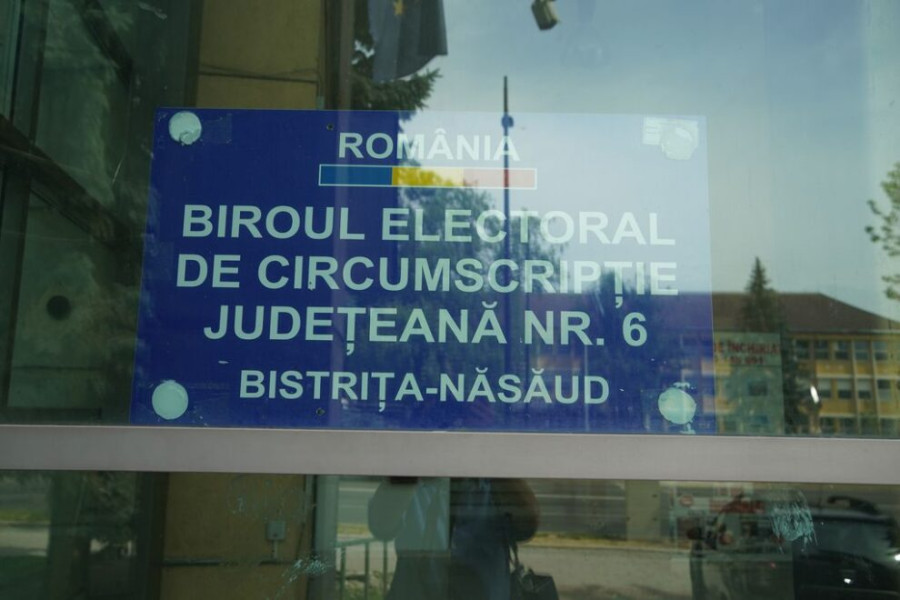 ROMÂNIA
BIROUL ELECTORAL
DE CIRCUMSCRIPȚIE
JUDEȚEANĂ NR. 6
BISTRIȚA-NĂSĂUD